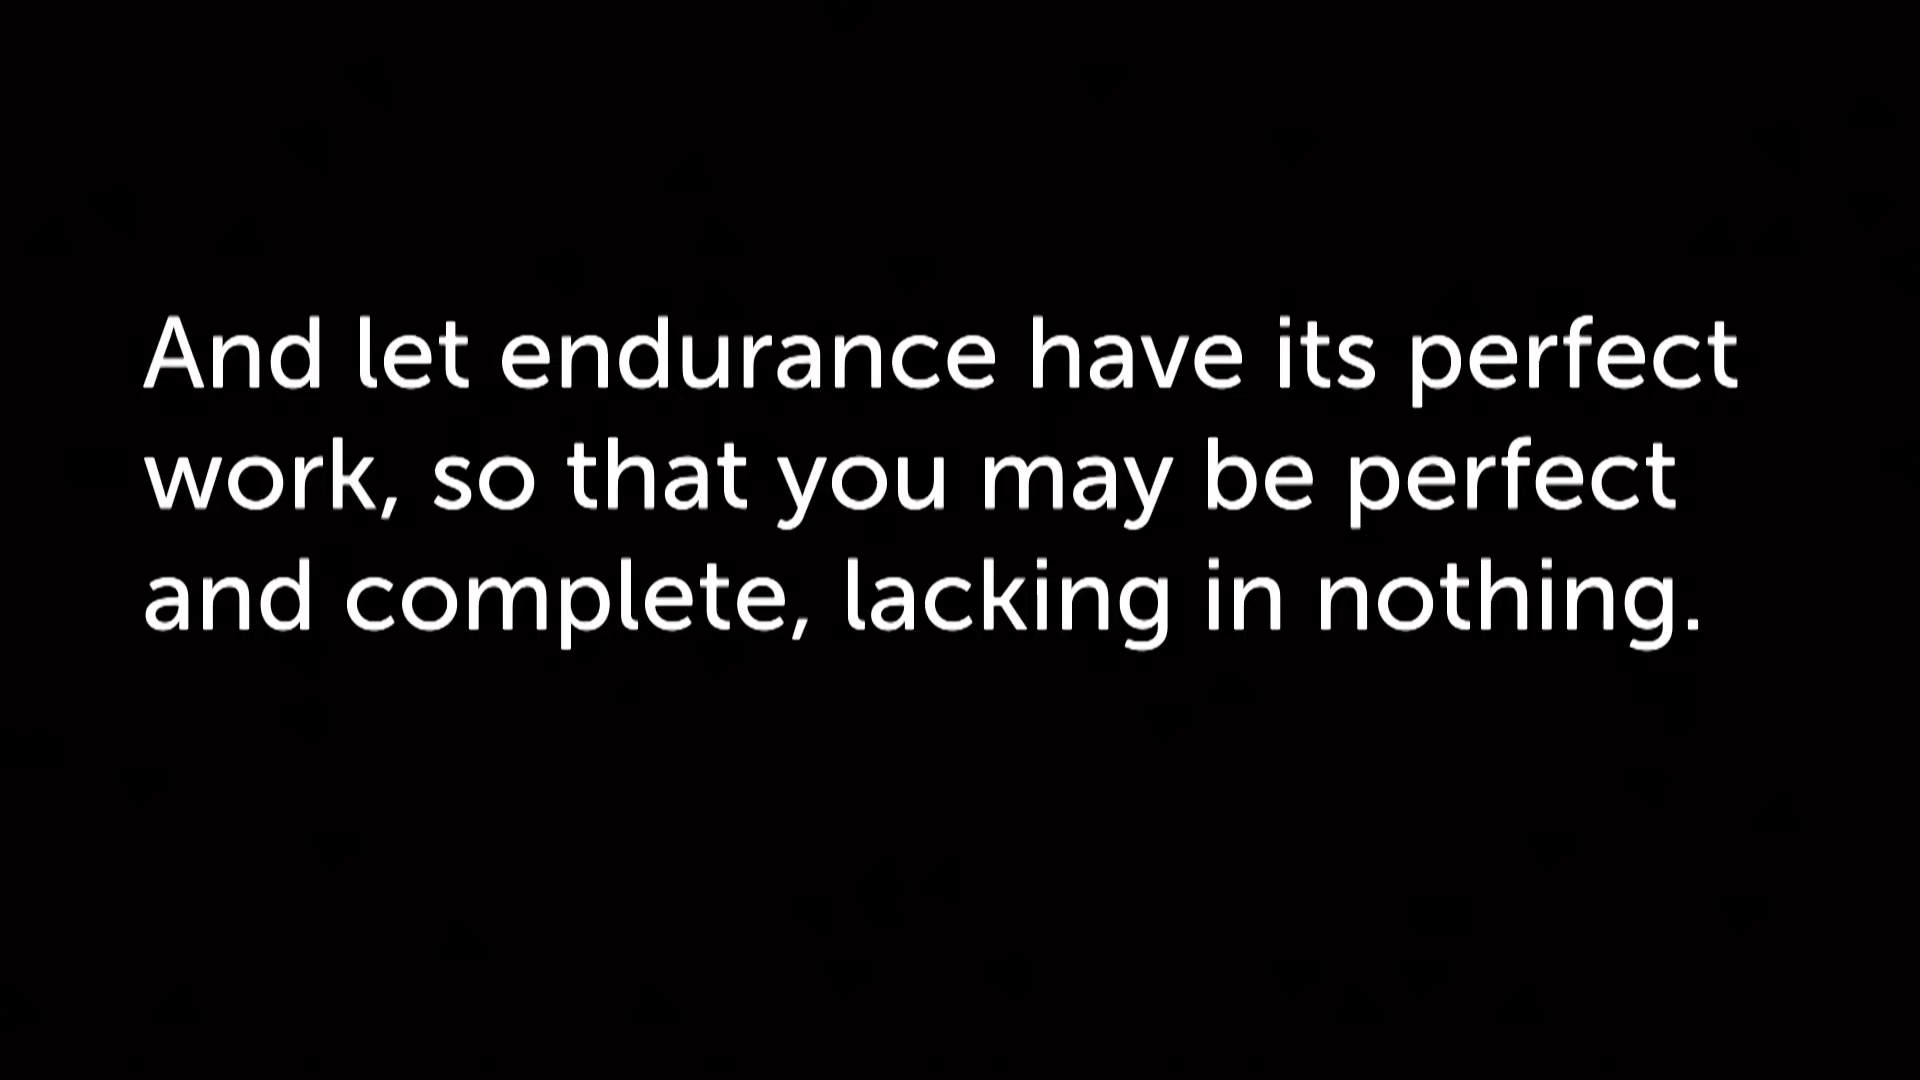 And let endurance have its perfect
work, so that you may be perfect
and complete, lacking in nothing.